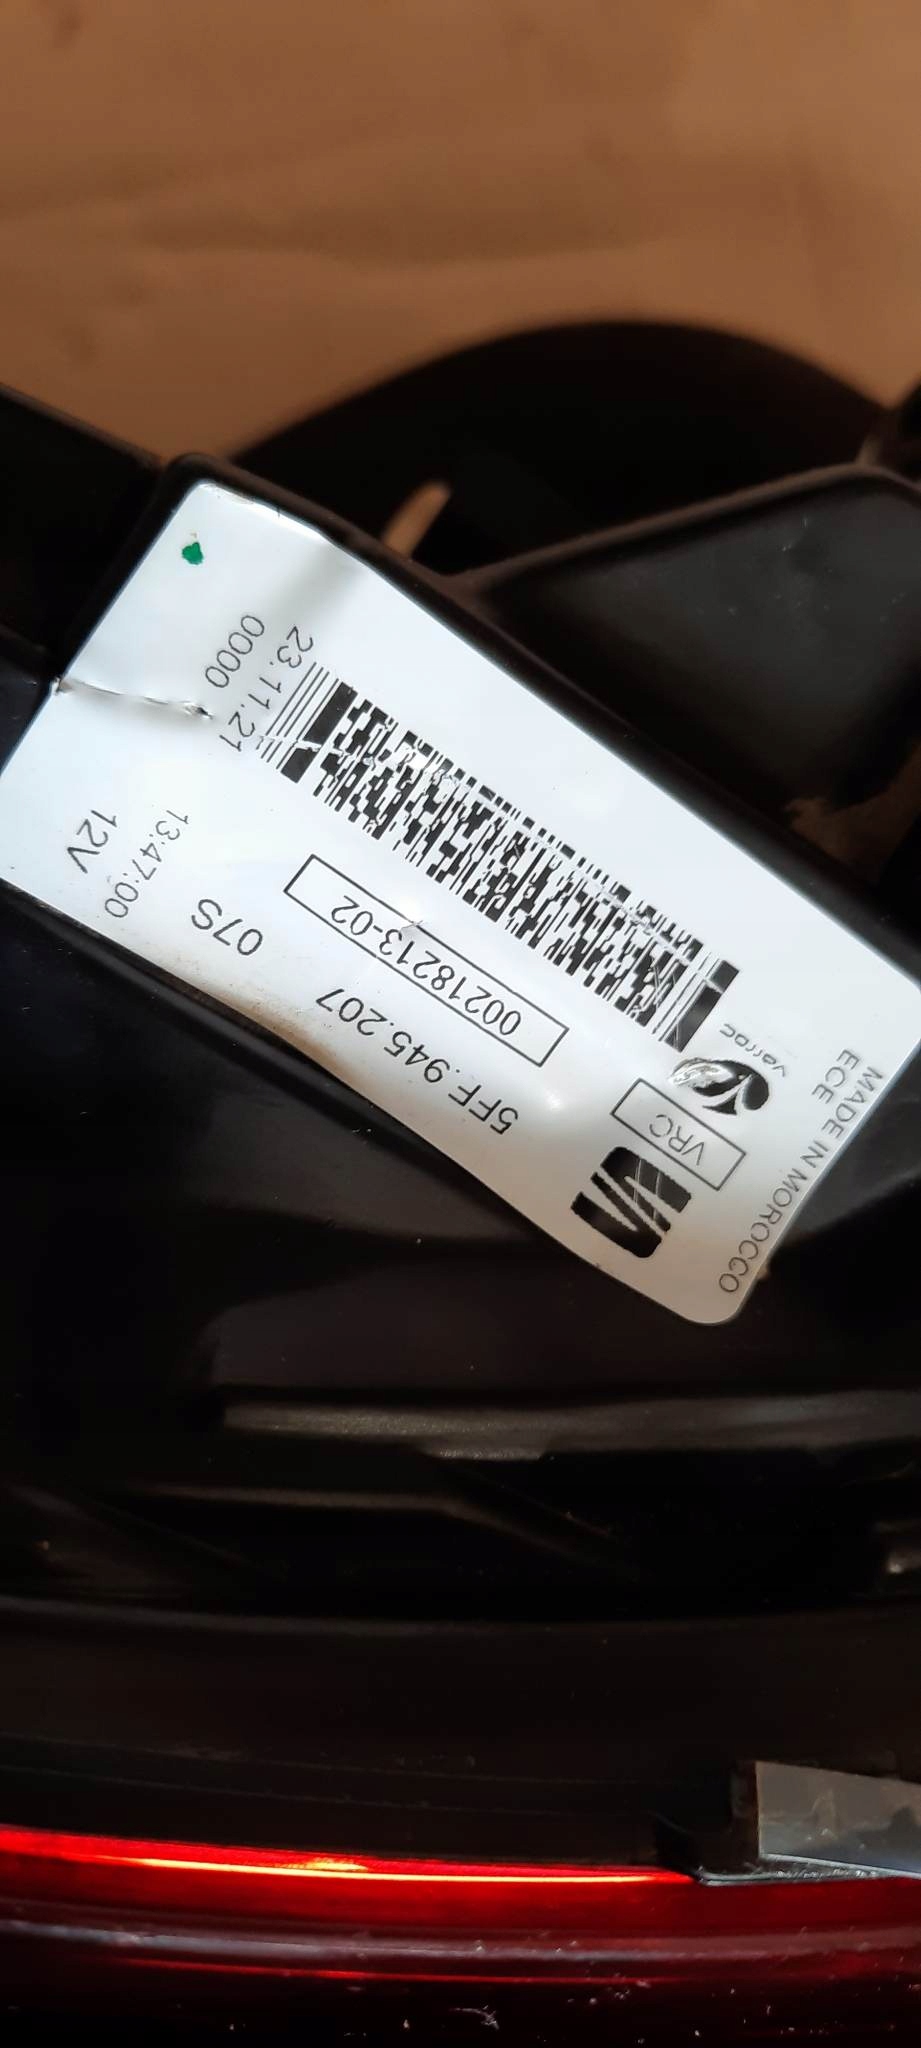 MADE IN MOROCCO
ECE
varroc
VRC
5FF.945.207
00218213-02
07S
23.11.21
13:47:00
0000
12V